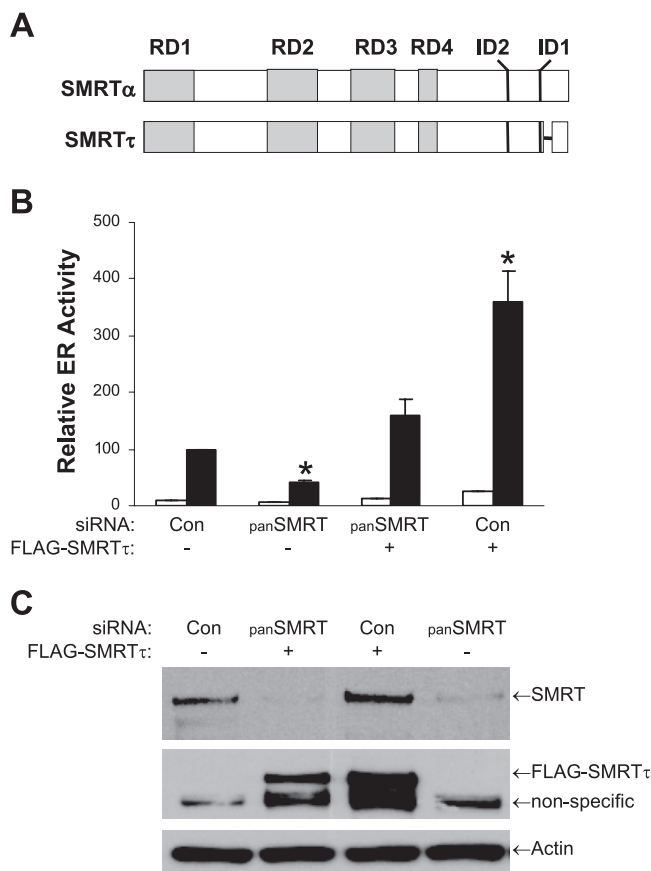 A
RD1 RD2 RD3 RD4 ID2 ID1
SMRTα
SMRTτ
B
Relative ER Activity
500
400
300
200
100
0
* *
siRNA: Con panSMRT panSMRT Con
FLAG-SMRTτ: - - + +
C
siRNA: Con panSMRT Con panSMRT
FLAG-SMRTτ: - + + -
←SMRT
←FLAG-SMRTτ
←non-specific
←Actin